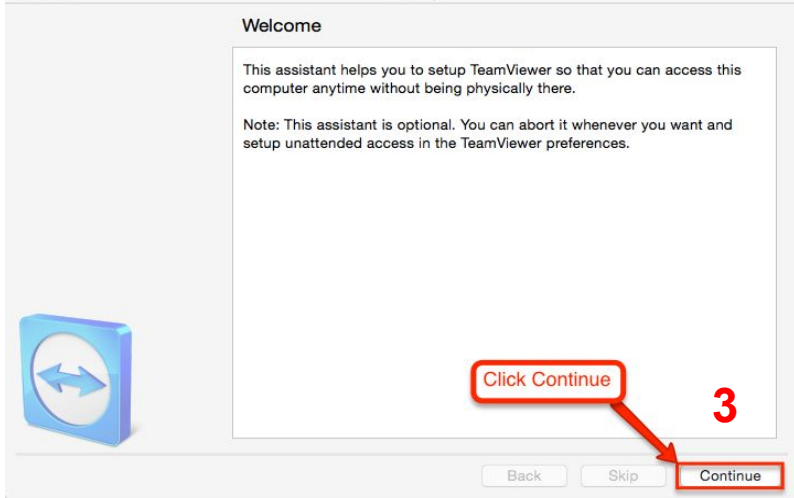 Welcome
This assistant helps you to setup TeamViewer so that you can access this
computer anytime without being physically there.
Note: This assistant is optional. You can abort it whenever you want and
setup unattended access in the TeamViewer preferences.
Click Continue
3
Back
Skip
Continue